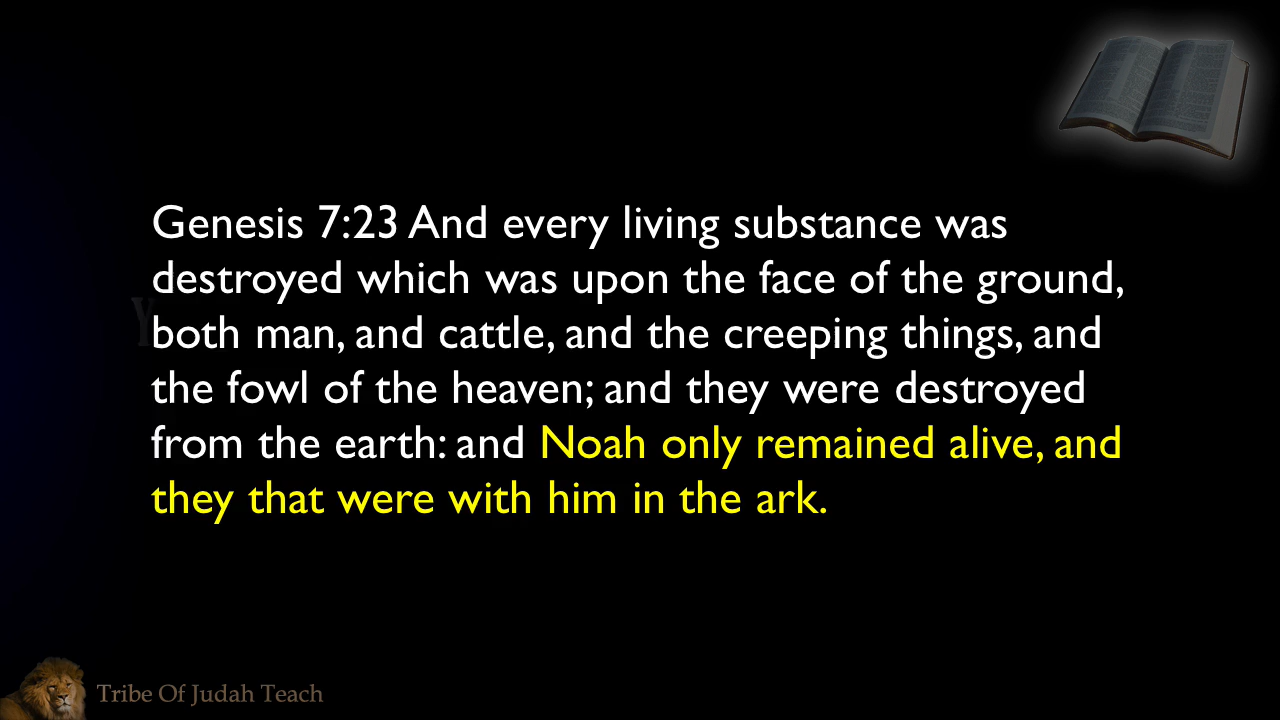 Genesis 7:23 And every living substance was
destroyed which was upon the face of the ground,
both man, and cattle, and the creeping things, and
the fowl of the heaven; and they were destroyed
from the earth: and Noah only remained alive, and
they that were with him in the ark.
Tribe Of Judah Teach